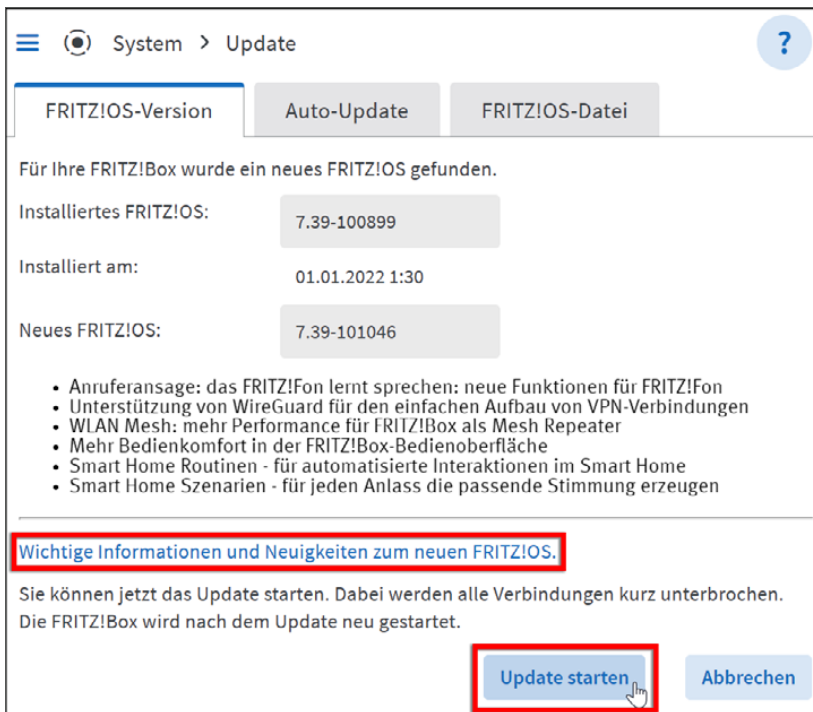 System > Update
?
FRITZ!OS-Version Auto-Update FRITZ!OS-Datei
Für Ihre FRITZ!Box wurde ein neues FRITZ!OS gefunden.
Installiertes FRITZ!OS: 7.39-100899
Installiert am: 01.01.2022 1:30
Neues FRITZ!OS: 7.39-101046
• Anruferansage: das FRITZ!Fon lernt sprechen: neue Funktionen für FRITZ!Fon
• Unterstützung von WireGuard für den einfachen Aufbau von VPN-Verbindungen
• WLAN Mesh: mehr Performance für FRITZ!Box als Mesh Repeater
• Mehr Bedienkomfort in der FRITZ!Box-Bedienoberfläche
• Smart Home Routinen - für automatisierte Interaktionen im Smart Home
• Smart Home Szenarien - für jeden Anlass die passende Stimmung erzeugen
Wichtige Informationen und Neuigkeiten zum neuen FRITZ!OS.
Sie können jetzt das Update starten. Dabei werden alle Verbindungen kurz unterbrochen.
Die FRITZ!Box wird nach dem Update neu gestartet.
Update starten Abbrechen